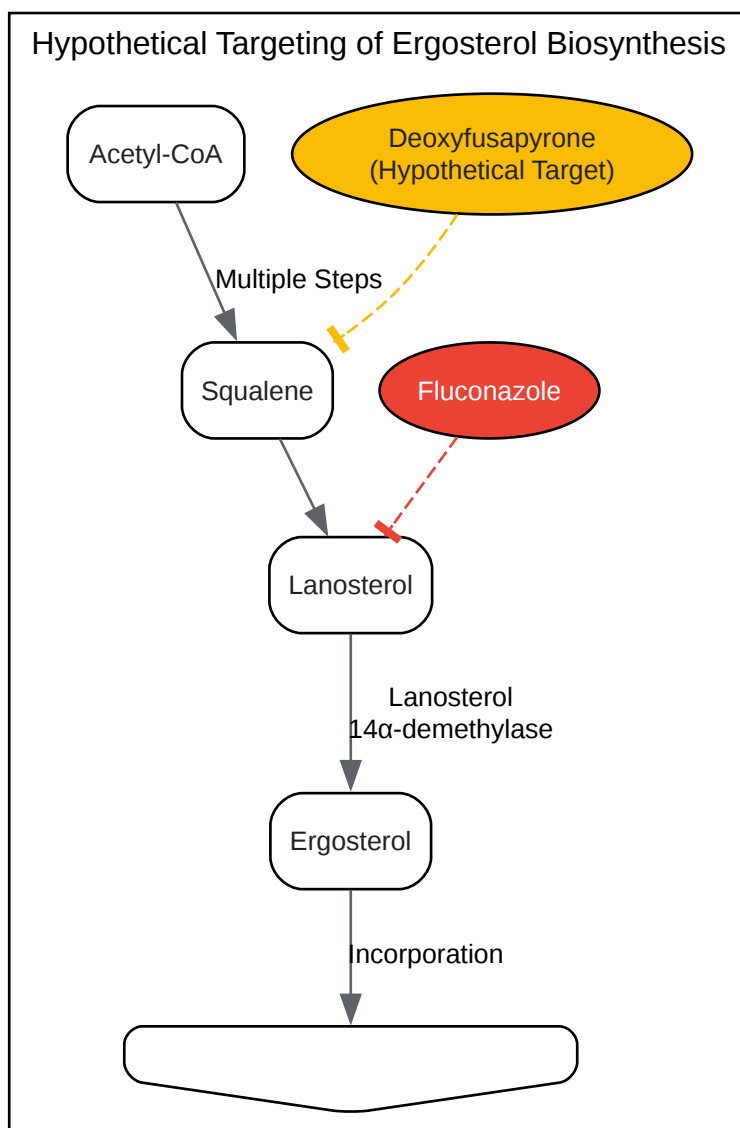 Hypothetical Targeting of Ergosterol Biosynthesis
Acetyl-CoA
Deoxyfusapyrone
(Hypothetical Target)
Multiple Steps
Squalene
Fluconazole
Lanosterol
Lanosterol
14α-demethylase
Ergosterol
Incorporation